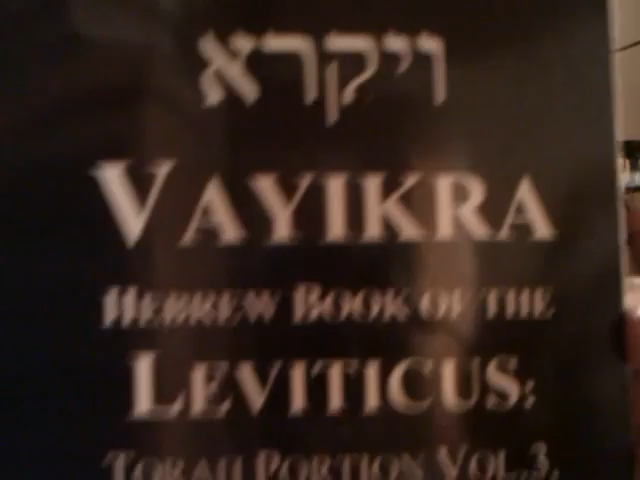 ויקרא
VAYIKRA
HEBREW BOOK OF THE
LEVITICUS:
TORAH PORTION VOL.3.